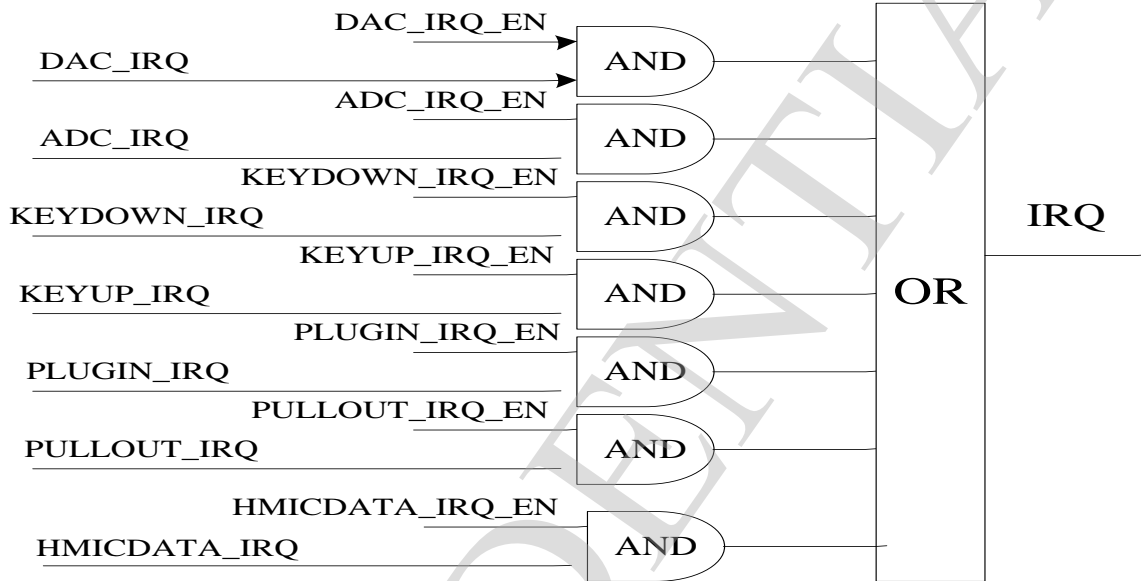 DAC_IRQ_EN
DAC_IRQ
AND
ADC_IRQ_EN
ADC_IRQ
AND
KEYDOWN_IRQ_EN
KEYDOWN_IRQ
AND
IRQ
KEYUP_IRQ_EN
KEYUP_IRQ
AND
OR
PLUGIN_IRQ_EN
PLUGIN_IRQ
AND
PULLOUT_IRQ_EN
PULLOUT_IRQ
AND
HMICDATA_IRQ_EN
HMICDATA_IRQ
AND
DENTIA